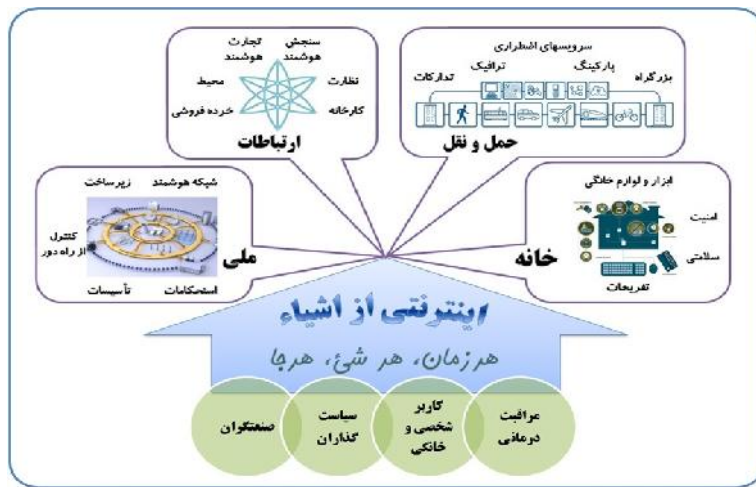 سرویسهای اضطراری
بزرگراه
پارکینگ
ترافیک
تدارکات
حمل و نقل
سنجش هوشمند
تجارت هوشمند
نظارت
محیط
کارخانه
خرده فروشی
ارتباطات
ابزار و لوازم خانگی
امنیت
سلامتی
تفریحات
خانه
شبکه هوشمند
زیرساخت
کنترل
از راه دور
استحکامات
تأسیسات
ملی
اینترنتی از اشیاء
هرزمان، هر شئ، هرجا
مراقبت
درمانی
کاربر
شخصی و
خانگی
سیاست
گذاران
صنعتگران